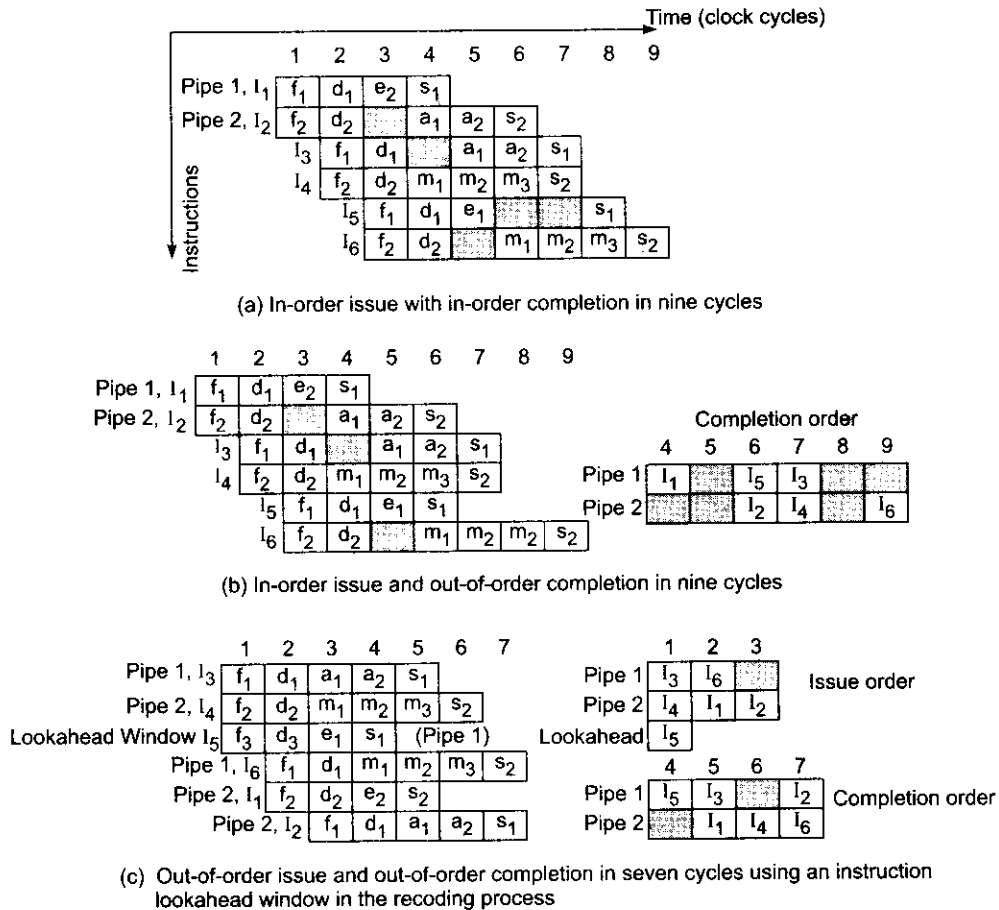 Time (clock cycles)
1 2 3 4 5 6 7 8 9
Pipe 1, I1 f1 d1 e2 s1
Pipe 2, I2 f2 d2 a1 a2 s2
I3 f1 d1 a1 a2 s1
I4 f2 d2 m1 m2 m3 s2
I5 f1 d1 e1 s1
I6 f2 d2 m1 m2 m3 s2
Instructions
(a) In-order issue with in-order completion in nine cycles
1 2 3 4 5 6 7 8 9
Pipe 1, I1 f1 d1 e2 s1
Pipe 2, I2 f2 d2 a1 a2 s2
I3 f1 d1 a1 a2 s1
I4 f2 d2 m1 m2 m3 s2
I5 f1 d1 e1 s1
I6 f2 d2 m1 m2 m2 s2
Completion order
4 5 6 7 8 9
Pipe 1 I1 I5 I3
Pipe 2 I2 I4 I6
(b) In-order issue and out-of-order completion in nine cycles
1 2 3 4 5 6 7
Pipe 1, I3 f1 d1 a1 a2 s1
Pipe 2, I4 f2 d2 m1 m2 m3 s2
Lookahead Window I5 f3 d3 e1 s1 (Pipe 1)
Pipe 1, I6 f1 d1 m1 m2 m3 s2
Pipe 2, I1 f2 d2 e2 s2
Pipe 2, I2 f1 d1 a1 a2 s1
1 2 3
Pipe 1 I3 I6
Issue order
Pipe 2 I4 I1 I2
Lookahead I5
4 5 6 7
Pipe 1 I5 I3 I2
Completion order
Pipe 2 I1 I4 I6
(c) Out-of-order issue and out-of-order completion in seven cycles using an instruction
lookahead window in the recoding process